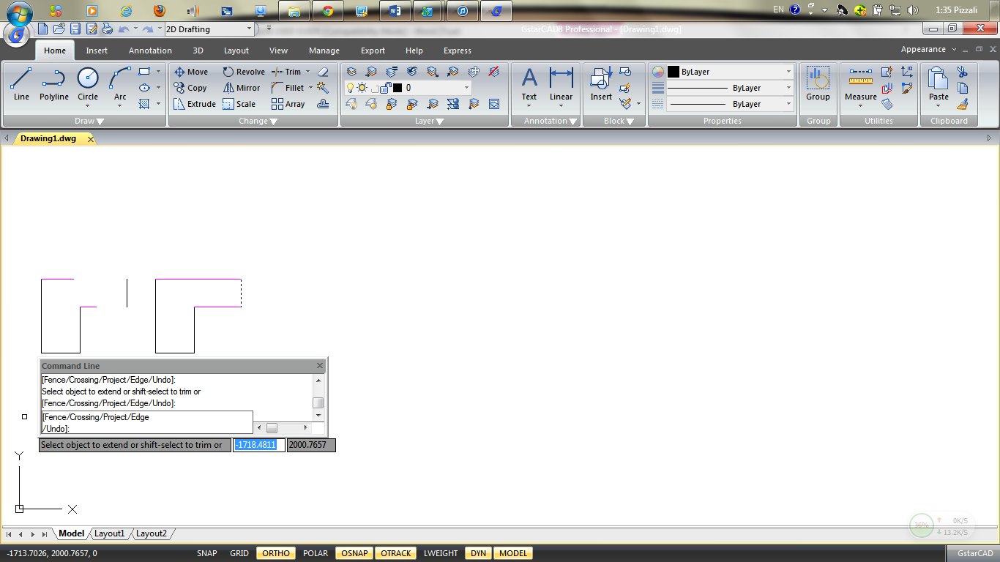 EN 1:35 Pizzali
2D Drafting GstarCAD8 Professional - [Drawing1.dwg]
Home Insert Annotation 3D Layout View Manage Export Help Express Appearance
Line Polyline Circle Arc
Move Revolve Trim
Copy Mirror Fillet
Extrude Scale Array
0
Text Linear
Insert
ByLayer
ByLayer
ByLayer
Group
Measure
Paste
Draw Change Layer Annotation Block Properties Group Utilities Clipboard
Drawing1.dwg
Command Line
[Fence/Crossing/Project/Edge/Undo]:
Select object to extend or shift-select to trim or
[Fence/Crossing/Project/Edge/Undo]:
[Fence/Crossing/Project/Edge
/Undo]:
Select object to extend or shift-select to trim or -1718.4811 2000.7657
Y
X
36% 0K/S
13.2K/S
Model Layout1 Layout2
-1713.7026, 2000.7657, 0 SNAP GRID ORTHO POLAR OSNAP OTRACK LWEIGHT DYN MODEL GstarCAD